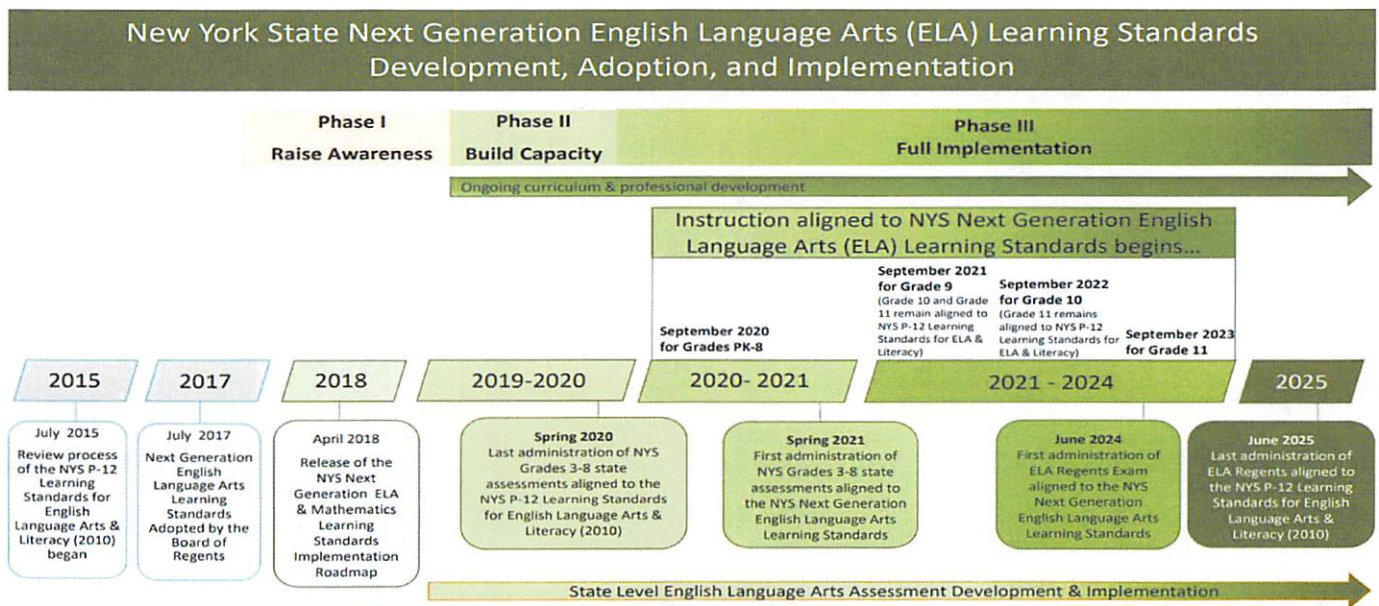 New York State Next Generation English Language Arts (ELA) Learning Standards
Development, Adoption, and Implementation
Phase I
Raise Awareness
Phase II
Build Capacity
Phase III
Full Implementation
Ongoing curriculum & professional development
Instruction aligned to NYS Next Generation English
Language Arts (ELA) Learning Standards begins...
September 2020
for Grades PK-8
September 2021
for Grade 9
(Grade 10 and Grade
11 remain aligned to
NYS P-12 Learning
Standards for ELA &
Literacy)
September 2022
for Grade 10
(Grade 11 remains
aligned to NYS P-12
Learning Standards for
ELA & Literacy)
September 2023
for Grade 11
2015
2017
2018
2019-2020
2020- 2021
2021 - 2024
2025
July 2015
Review process
of the NYS P-12
Learning
Standards for
English
Language Arts &
Literacy (2010)
began
July 2017
Next Generation
English
Language Arts
Learning
Standards
Adopted by the
Board of
Regents
April 2018
Release of the
NYS Next
Generation ELA
& Mathematics
Learning
Standards
Implementation
Roadmap
Spring 2020
Last administration of NYS
Grades 3-8 state
assessments aligned to the
NYS P-12 Learning Standards
for English Language Arts &
Literacy (2010)
Spring 2021
First administration of
NYS Grades 3-8 state
assessments aligned to
the NYS Next Generation
English Language Arts
Learning Standards
June 2024
First administration of
ELA Regents Exam
aligned to the NYS
Next Generation
English Language Arts
Learning Standards
June 2025
Last administration of
ELA Regents aligned to
the NYS P-12 Learning
Standards for English
Language Arts &
Literacy (2010)
State Level English Language Arts Assessment Development & Implementation